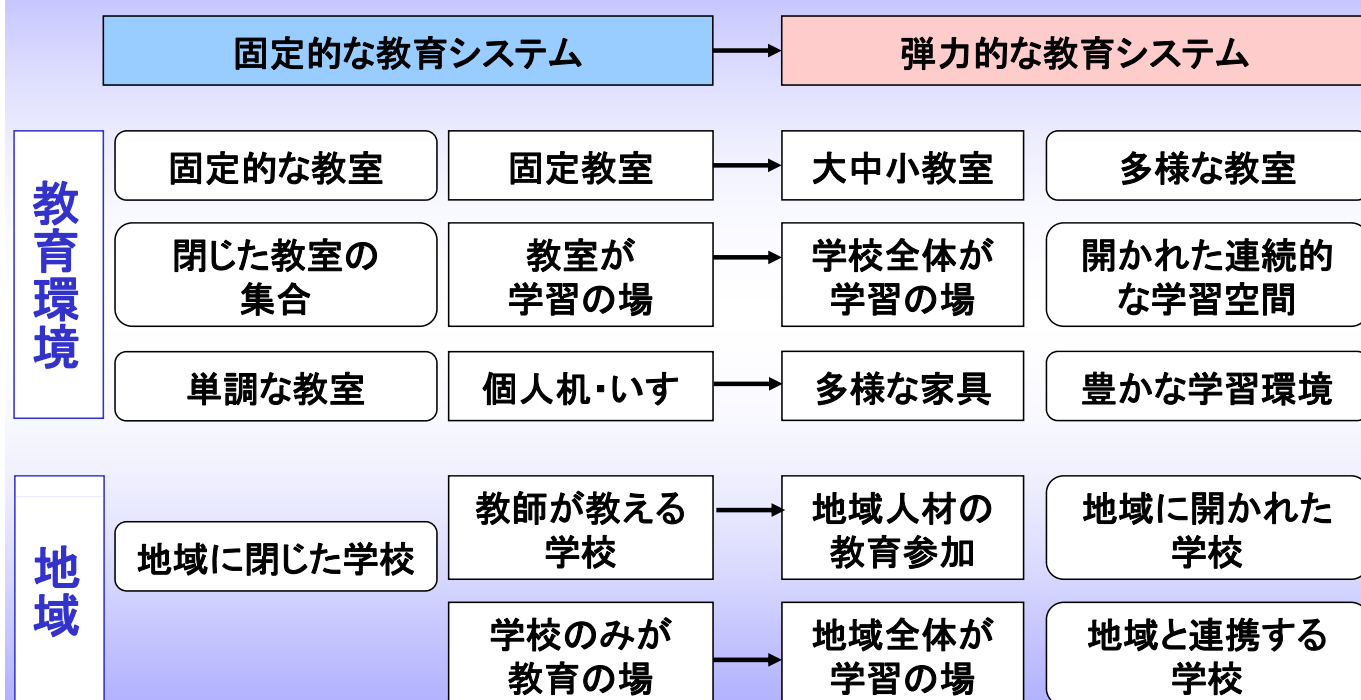 固定的な教育システム
弾力的な教育システム
教育環境
固定的な教室
固定教室
大中小教室
多様な教室
閉じた教室の
集合
教室が
学習の場
学校全体が
学習の場
開かれた連続的
な学習空間
単調な教室
個人机・いす
多様な家具
豊かな学習環境
地域
地域に閉じた学校
教師が教える
学校
地域人材の
教育参加
地域に開かれた
学校
学校のみが
教育の場
地域全体が
学習の場
地域と連携する
学校